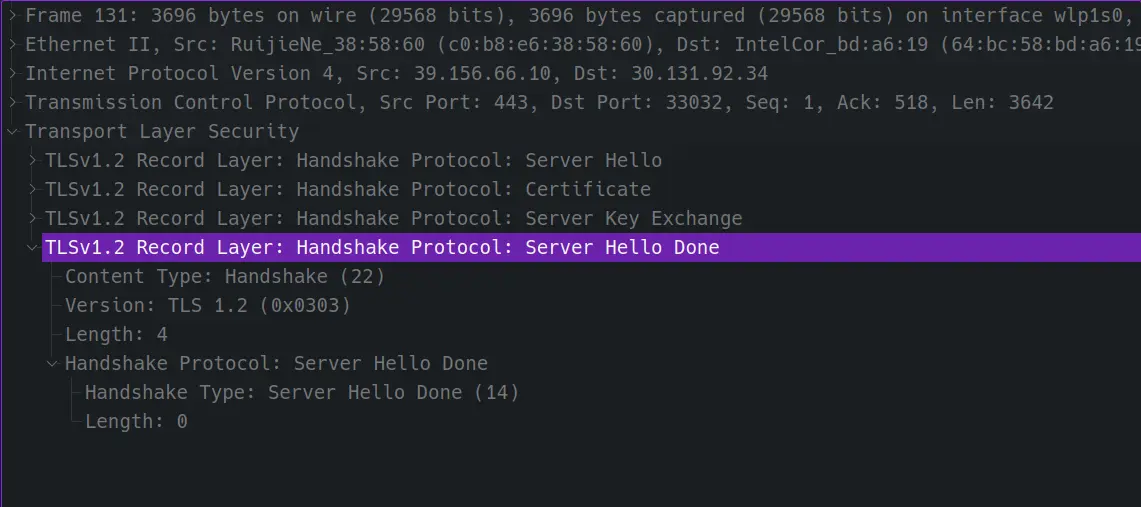 Frame 131: 3696 bytes on wire (29568 bits), 3696 bytes captured (29568 bits) on interface wlp1s0,
Ethernet II, Src: RuijieNe_38:58:60 (c0:b8:e6:38:58:60), Dst: IntelCor_bd:a6:19 (64:bc:58:bd:a6:19
Internet Protocol Version 4, Src: 39.156.66.10, Dst: 30.131.92.34
Transmission Control Protocol, Src Port: 443, Dst Port: 33032, Seq: 1, Ack: 518, Len: 3642
Transport Layer Security
TLSv1.2 Record Layer: Handshake Protocol: Server Hello
TLSv1.2 Record Layer: Handshake Protocol: Certificate
TLSv1.2 Record Layer: Handshake Protocol: Server Key Exchange
TLSv1.2 Record Layer: Handshake Protocol: Server Hello Done
Content Type: Handshake (22)
Version: TLS 1.2 (0x0303)
Length: 4
Handshake Protocol: Server Hello Done
Handshake Type: Server Hello Done (14)
Length: 0